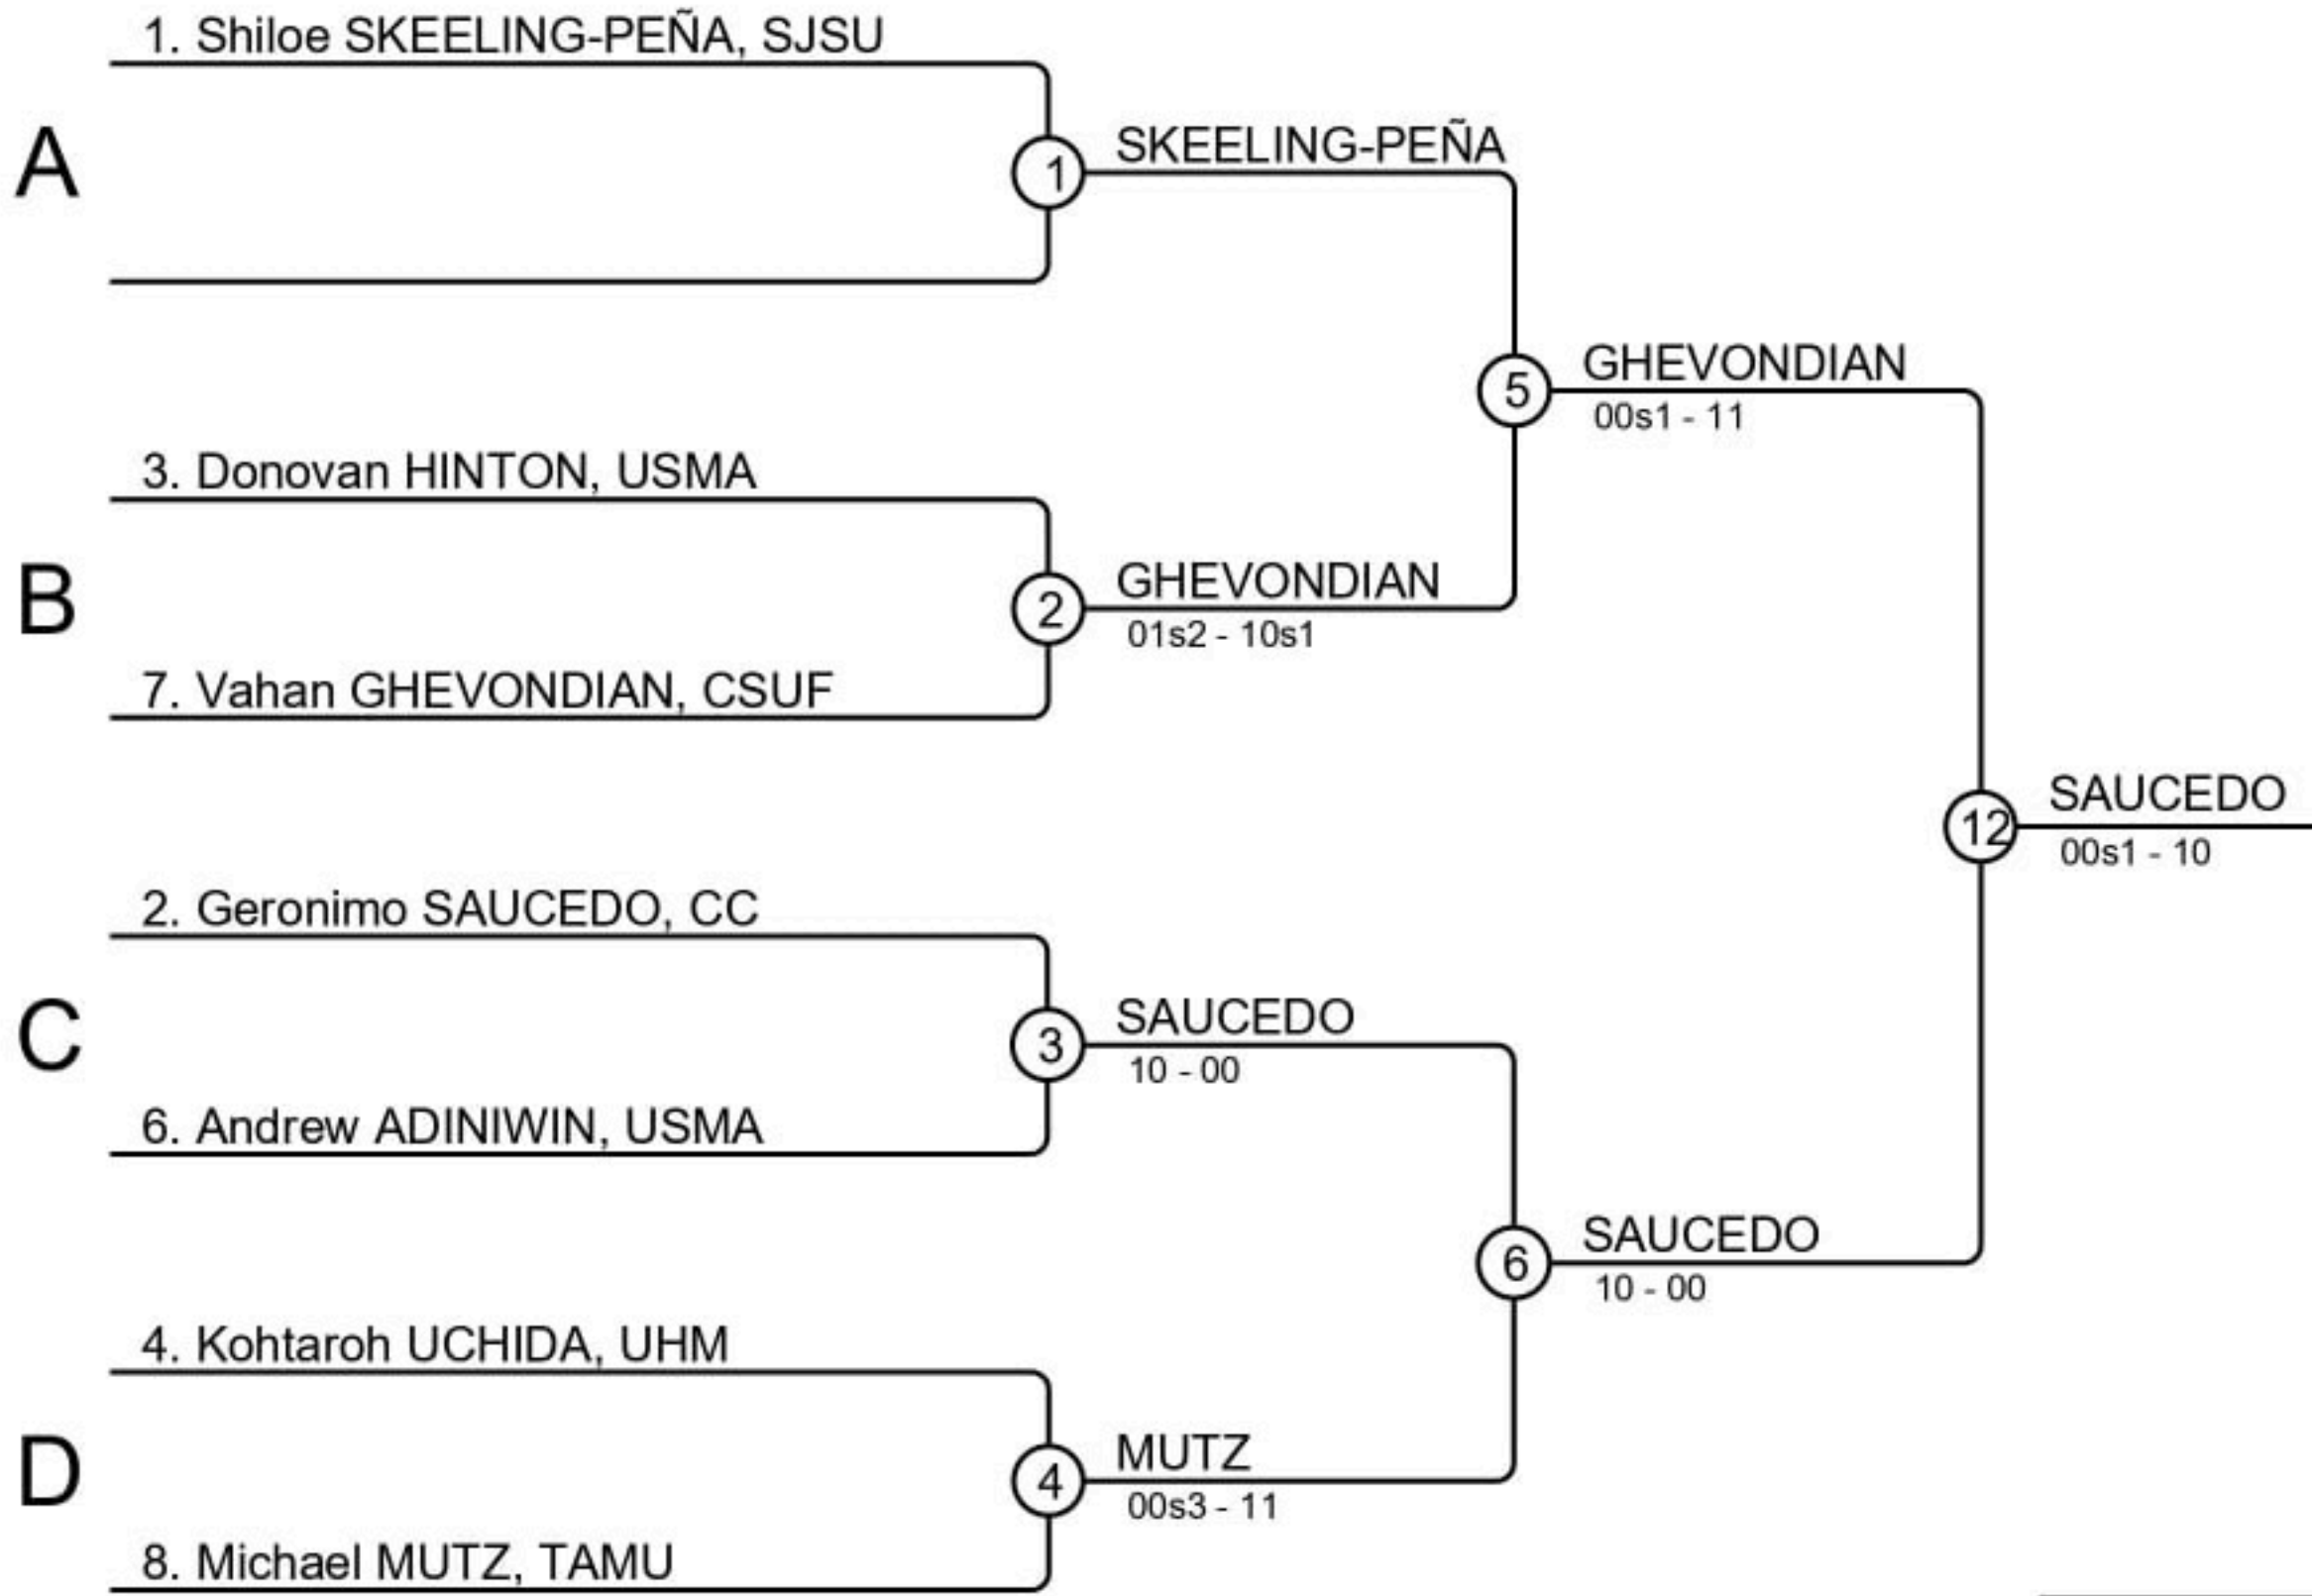 1. Shiloe SKEELING-PEÑA, SJSU
A
1
SKEELING-PEÑA
5
GHEVONDIAN
00s1 - 11
3. Donovan HINTON, USMA
B
2
GHEVONDIAN
01s2 - 10s1
7. Vahan GHEVONDIAN, CSUF
12
SAUCEDO
00s1 - 10
2. Geronimo SAUCEDO, CC
C
3
SAUCEDO
10 - 00
6. Andrew ADINIWIN, USMA
6
SAUCEDO
10 - 00
4. Kohtaroh UCHIDA, UHM
D
4
MUTZ
00s3 - 11
8. Michael MUTZ, TAMU